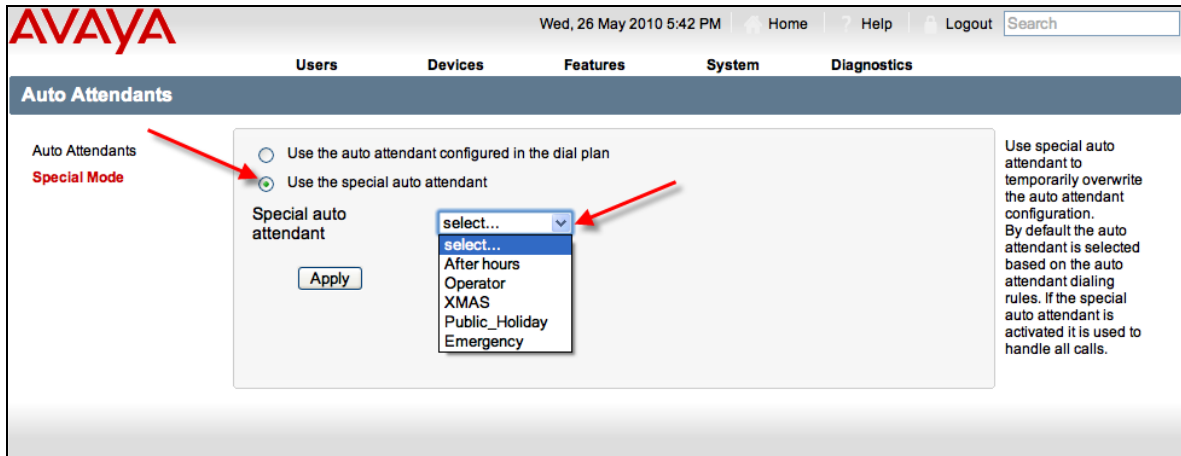 AVAYA
Wed, 26 May 2010 5:42 PM Home ? Help Logout Search
Users Devices Features System Diagnostics
Auto Attendants
Auto Attendants
Special Mode
Use the auto attendant configured in the dial plan
Use the special auto attendant
Special auto
attendant
select...
select...
After hours
Operator
XMAS
Public_Holiday
Emergency
Apply
Use special auto
attendant to
temporarily overwrite
the auto attendant
configuration.
By default the auto
attendant is selected
based on the auto
attendant dialing
rules. If the special
auto attendant is
activated it is used to
handle all calls.